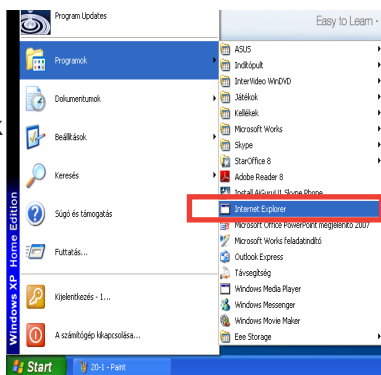 Easy to Learn -
Program Updates
Programok
Dokumentumok
Beállítások
Keresés
Súgó és támogatás
Futtatás...
Kijelentkezés - 1...
A számítógép kikapcsolása...
Windows XP Home Edition
ASUS
Indítópult
InterVideo WinDVD
Játékok
Kellékek
Microsoft Works
Skype
StarOffice 8
Adobe Reader 8
Install AiGuru U1 Skype Phone
Internet Explorer
Microsoft Office PowerPoint megjelenítő 2007
Microsoft Works feladatindító
Outlook Express
Távsegítség
Windows Media Player
Windows Messenger
Windows Movie Maker
Eee Storage
Start
20-1 - Paint